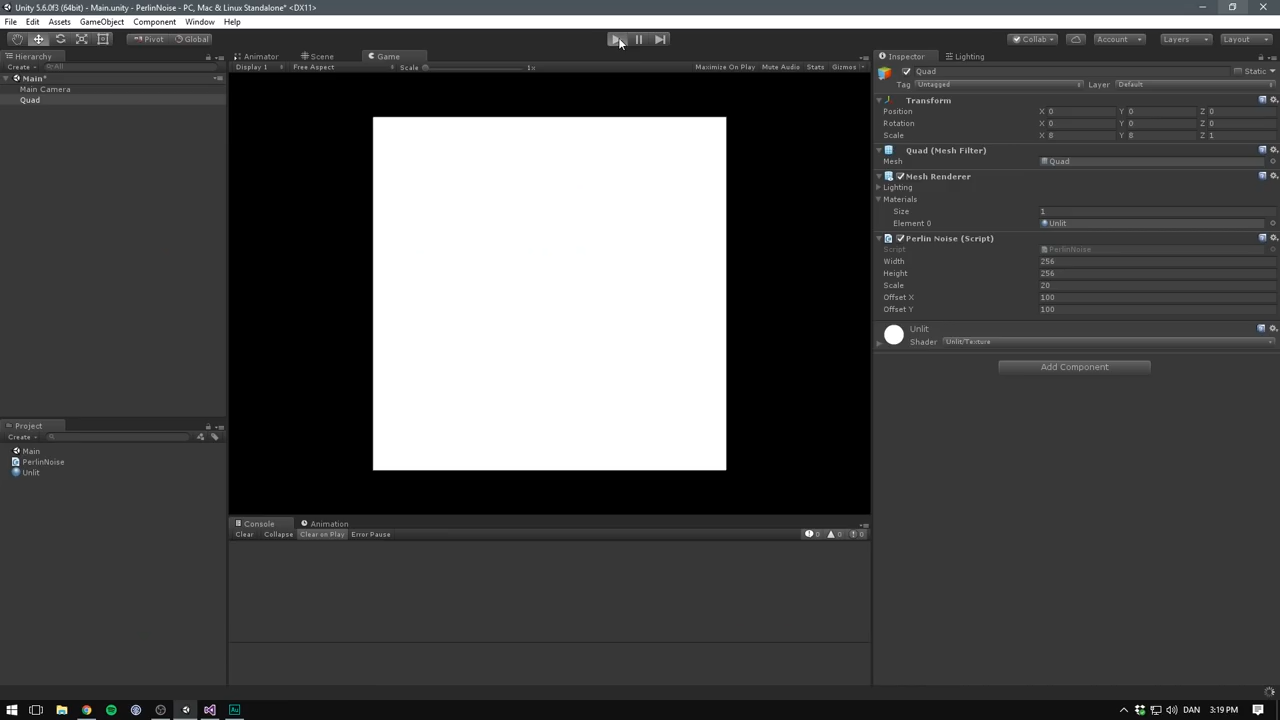 Unity 5.6.0f3 (64bit) - Main.unity - PerlinNoise - PC, Mac & Linux Standalone* <DX11>
File Edit Assets GameObject Component Window Help
Pivot Global Collab Account Layers Layout
Hierarchy
Create All
Main*
Main Camera
Quad
Project
Create
Main
PerlinNoise
Unlit
Animator Scene Game
Display 1 Free Aspect Scale 1x Maximize On Play Mute Audio Stats Gizmos
Console Animation
Clear Collapse Clear on Play Error Pause 0 0 0
Inspector Lighting
Quad Static
Tag Untagged Layer Default
Transform
Position X 0 Y 0 Z 0
Rotation X 0 Y 0 Z 0
Scale X 8 Y 8 Z 1
Quad (Mesh Filter)
Mesh Quad
Mesh Renderer
Lighting
Materials
Size 1
Element 0 Unlit
Perlin Noise (Script)
Script PerlinNoise
Width 256
Height 256
Scale 20
Offset X 100
Offset Y 100
Unlit
Shader Unlit/Texture
Add Component
DAN 3:19 PM